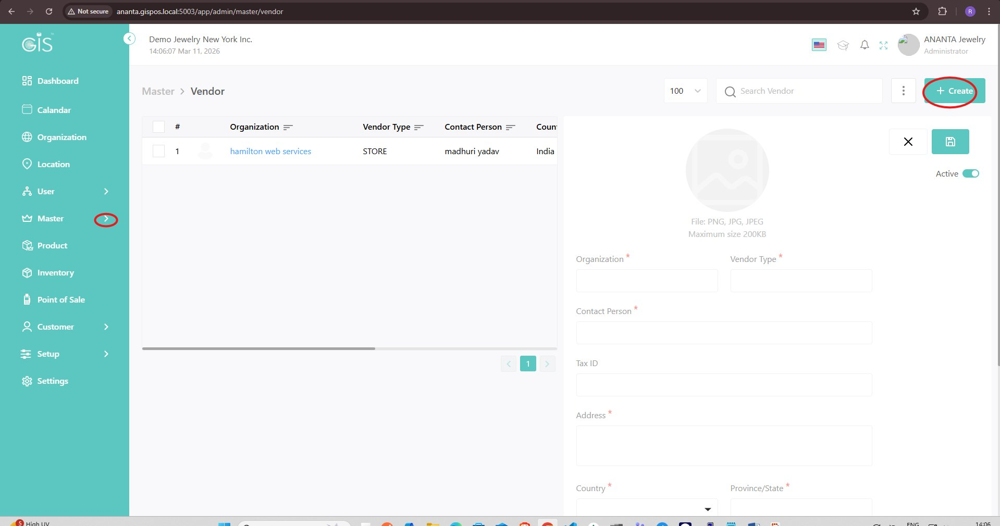 Not secure ananta.gispos.local:5003/app/admin/master/vendor R
GIS
Demo Jewelry New York Inc.
14:06:07 Mar 11, 2026
ANANTA Jewelry
Administrator
Dashboard
Calandar
Organization
Location
User
Master
Product
Inventory
Point of Sale
Customer
Setup
Settings
Master > Vendor
100
Search Vendor
+ Create
# Organization Vendor Type Contact Person Coun
1 hamilton web services STORE madhuri yadav India
1
Active
File: PNG, JPG, JPEG
Maximum size 200KB
Organization *
Vendor Type *
Contact Person *
Tax ID
Address *
Country *
Province/State *
5 High UV
ENG
14:06